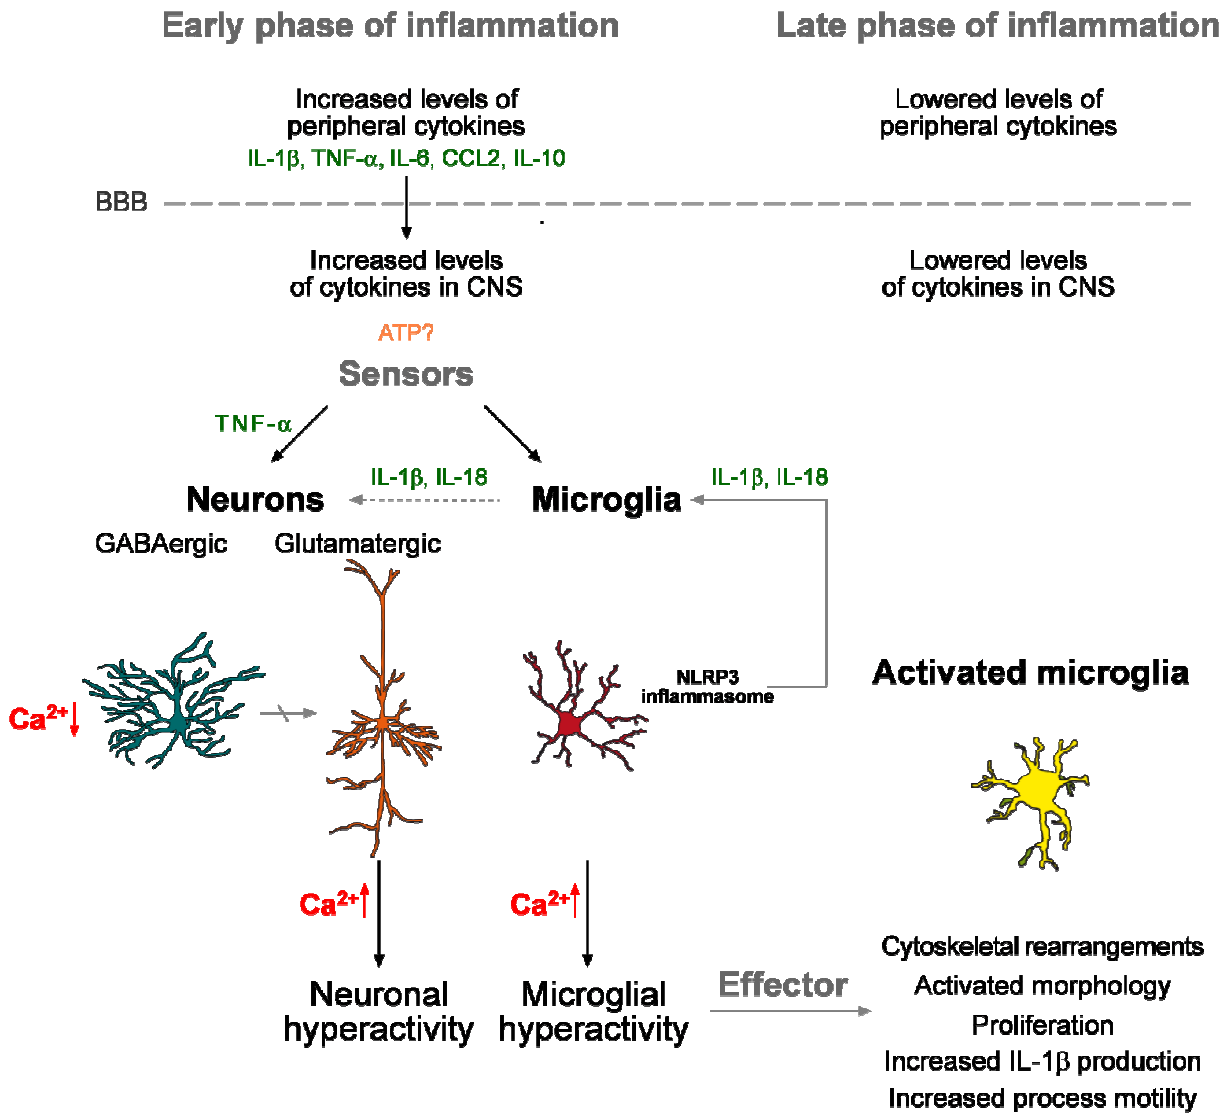 Early phase of inflammation
Late phase of inflammation
Increased levels of
peripheral cytokines
IL-1β, TNF-α, IL-6, CCL2, IL-10
Lowered levels of
peripheral cytokines
BBB
Increased levels
of cytokines in CNS
Lowered levels
of cytokines in CNS
ATP?
Sensors
TNF-α
IL-1β, IL-18
IL-1β, IL-18
Neurons
Microglia
GABAergic
Glutamatergic
NLRP3
inflammasome
Activated microglia
Ca²⁺↓
Ca²⁺↑
Ca²⁺↑
Neuronal
hyperactivity
Microglial
hyperactivity
Effector
Cytoskeletal rearrangements
Activated morphology
Proliferation
Increased IL-1β production
Increased process motility